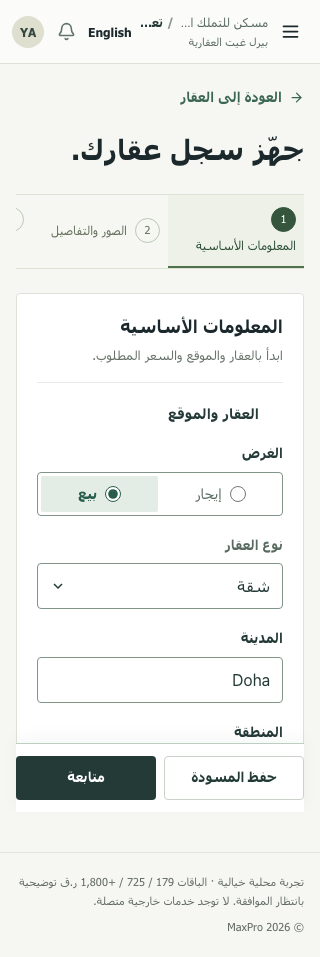 مسكن للتملك ا... / تعـ...
بيرل غيت العقارية
English
YA
العودة إلى العقار
جهّز سجل عقارك.
1
المعلومات الأساسية
2 الصور والتفاصيل
المعلومات الأساسية
ابدأ بالعقار والموقع والسعر المطلوب.
العقار والموقع
الغرض
إيجار
بيع
نوع العقار
شقة
المدينة
Doha
المنطقة
حفظ المسودة
متابعة
تجربة محلية خيالية · الباقات 179 / 725 / +1,800 ر.ق توضيحية
بانتظار الموافقة. لا توجد خدمات خارجية متصلة.
© 2026 MaxPro